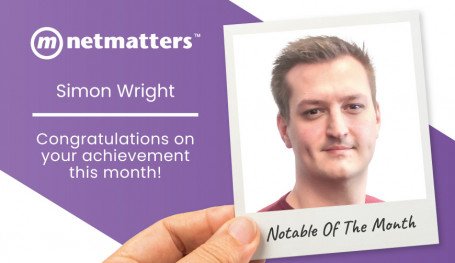 netmatters™
Simon Wright
Congratulations on
your achievement
this month!
Notable Of The Month